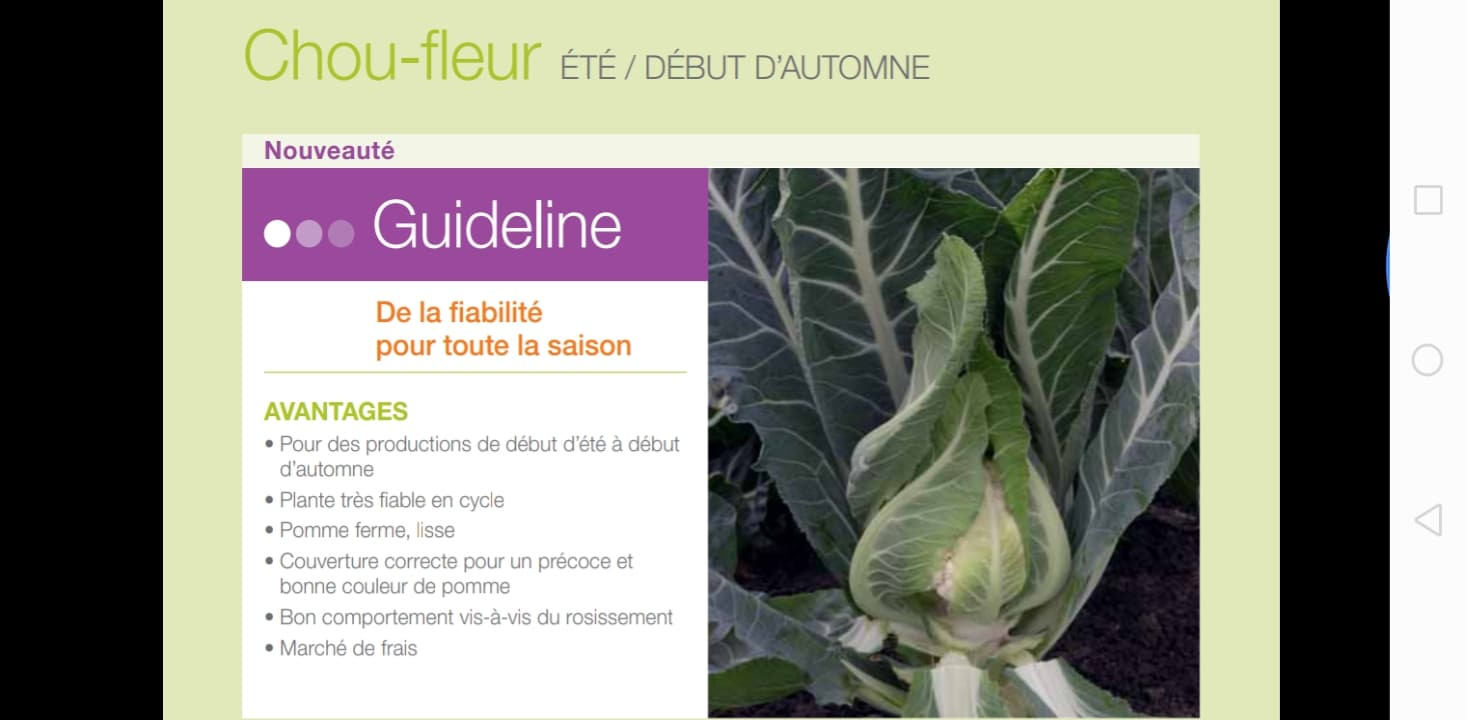 Chou-fleur ÉTÉ / DÉBUT D'AUTOMNE
Nouveauté
Guideline
De la fiabilité
pour toute la saison
AVANTAGES
• Pour des productions de début d'été à début
d'automne
• Plante très fiable en cycle
• Pomme ferme, lisse
• Couverture correcte pour un précoce et
bonne couleur de pomme
• Bon comportement vis-à-vis du rosissement
• Marché de frais